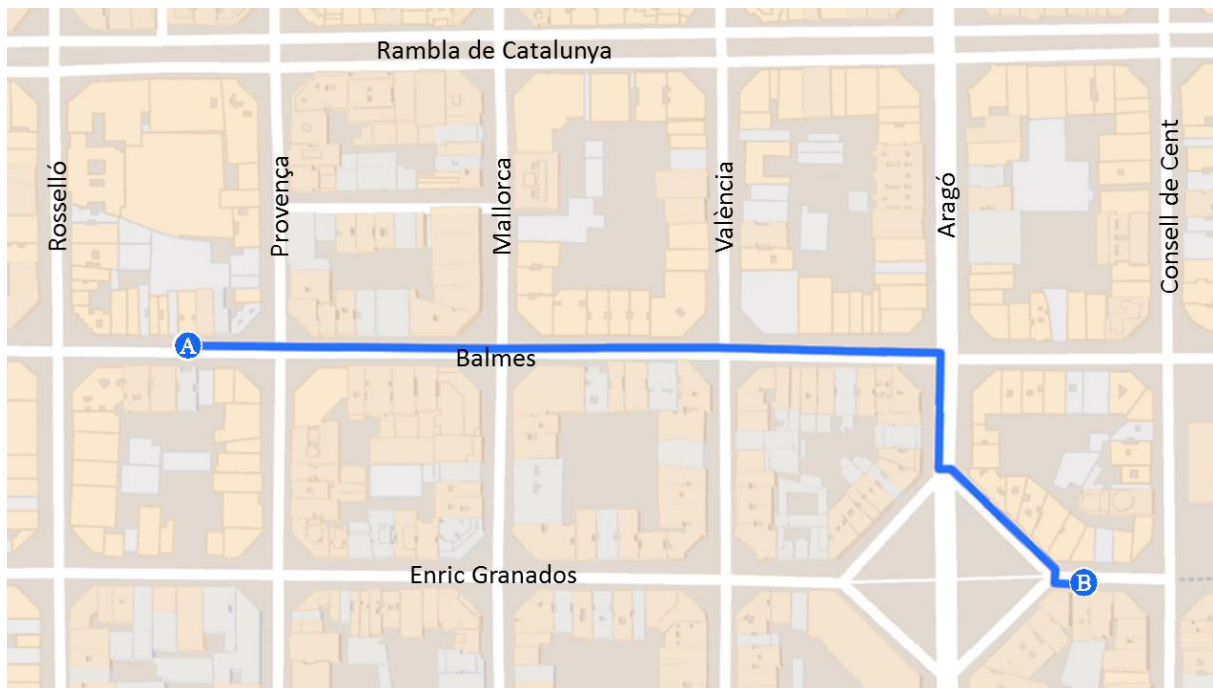 Rambla de Catalunya
Rosselló
Provença
Mallorca
València
Aragó
Consell de Cent
A
Balmes
Enric Granados
B